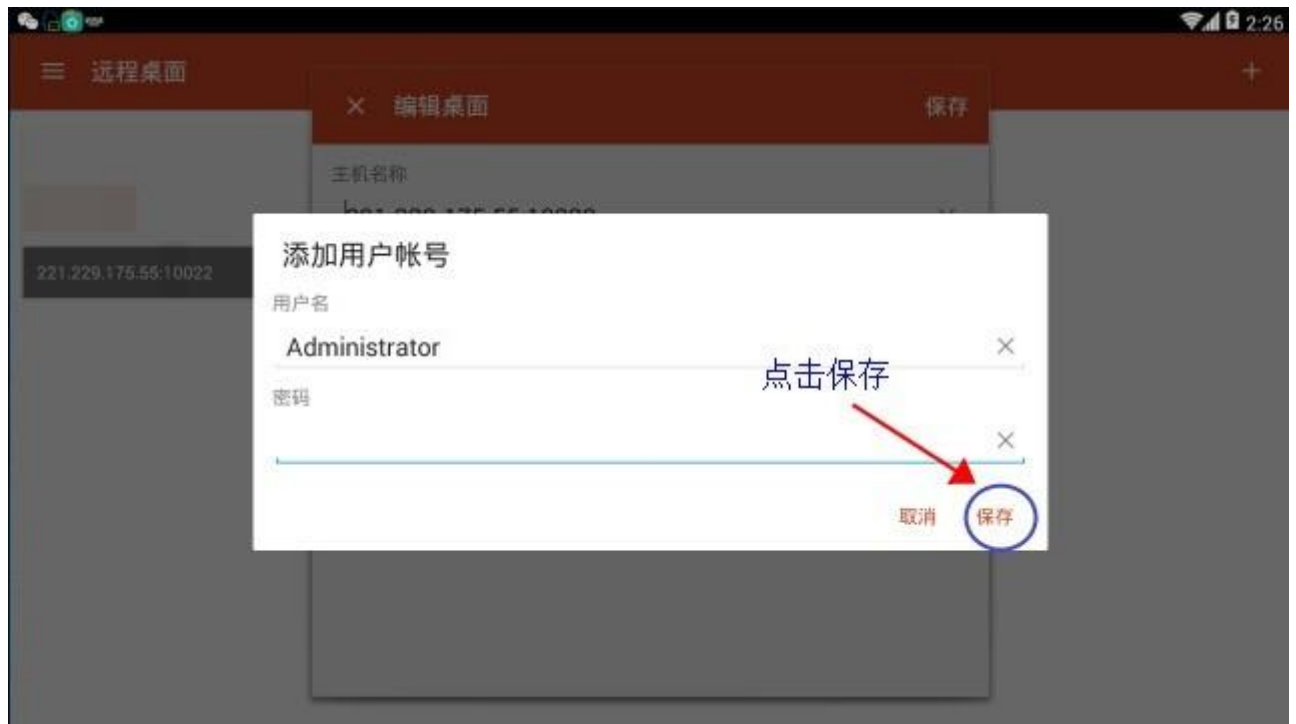 2:26
远程桌面
+
编辑桌面
保存
主机名称
添加用户帐号
221.229.175.55:10022
用户名
Administrator
点击保存
密码
取消
保存